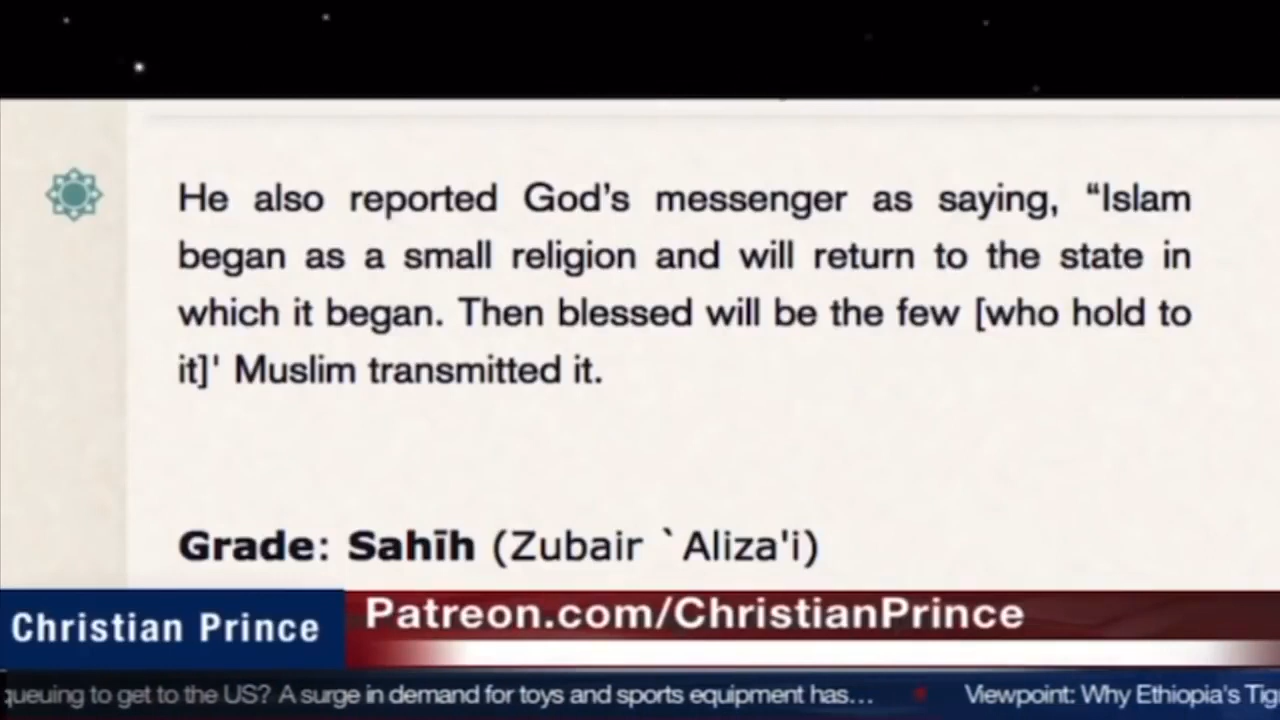 He also reported God's messenger as saying, “Islam
began as a small religion and will return to the state in
which it began. Then blessed will be the few [who hold to
it]' Muslim transmitted it.
Grade: Sahīh (Zubair `Aliza'i)
Christian Prince
Patreon.com/ChristianPrince
queuing to get to the US? A surge in demand for toys and sports equipment has...
Viewpoint: Why Ethiopia's